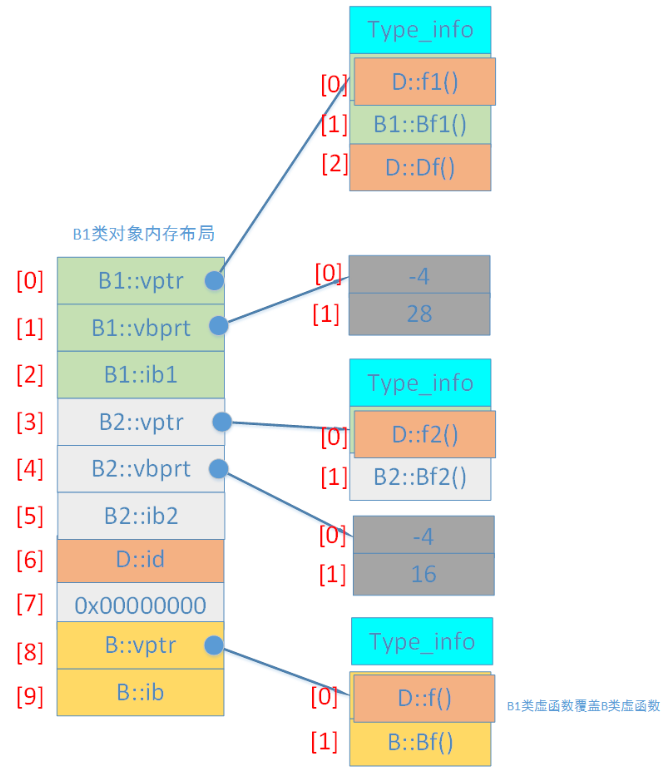 Type_info
[0] D::f1()
[1] B1::Bf1()
[2] D::Df()
B1类对象内存布局
[0] B1::vptr
[1] B1::vbprt
[2] B1::ib1
[3] B2::vptr
[4] B2::vbprt
[5] B2::ib2
[6] D::id
[7] 0x00000000
[8] B::vptr
[9] B::ib
[0] -4
[1] 28
Type_info
[0] D::f2()
[1] B2::Bf2()
[0] -4
[1] 16
Type_info
[0] D::f()
[1] B::Bf()
B1类虚函数覆盖B类虚函数